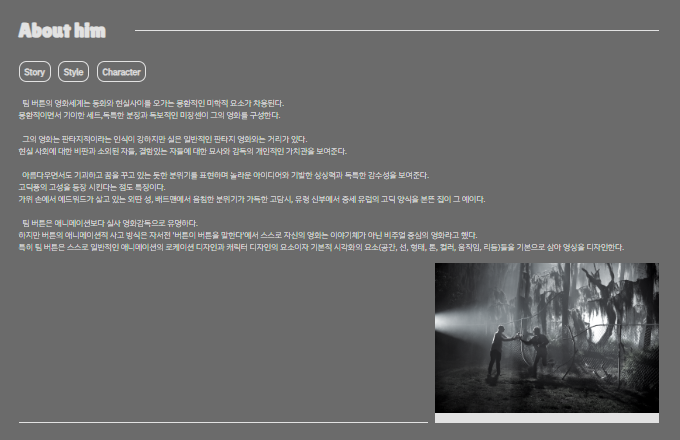 About him
Story
Style
Character
팀 버튼의 영화세계는 동화와 현실사이를 오가는 몽환적인 미학적 요소가 차용된다.
몽환적이면서 기이한 세트,독특한 분장과 독보적인 미장센이 그의 영화를 구성한다.
그의 영화는 판타지적이라는 인식이 강하지만 실은 일반적인 판타지 영화와는 거리가 있다.
현실 사회에 대한 비판과 소외된 자들, 결함있는 자들에 대한 묘사와 감독의 개인적인 가치관을 보여준다.
아름다우면서도 기괴하고 꿈을 꾸고 있는 듯한 분위기를 표현하며 놀라운 아이디어와 기발한 상상력과 독특한 감수성을 보여준다.
고딕풍의 고성을 등장 시킨다는 점도 특징이다.
가위 손에서 에드워드가 살고 있는 외딴 성, 배트맨에서 음침한 분위기가 가득한 고담시, 유령 신부에서 중세 유럽의 고딕 양식을 본뜬 집이 그 예이다.
팀 버튼은 애니메이션보다 실사 영화감독으로 유명하다.
하지만 버튼의 애니메이션적 사고 방식은 자서전 '버튼이 버튼을 말한다'에서 스스로 자신의 영화는 이야기체가 아닌 비주얼 중심의 영화라고 했다.
특히 팀 버튼은 스스로 일반적인 애니메이션의 로케이션 디자인과 캐릭터 디자인의 요소이자 기본적 시각화의 요소(공간, 선, 형태, 톤, 컬러, 움직임, 리듬)들을 기본으로 삼아 영상을 디자인한다.